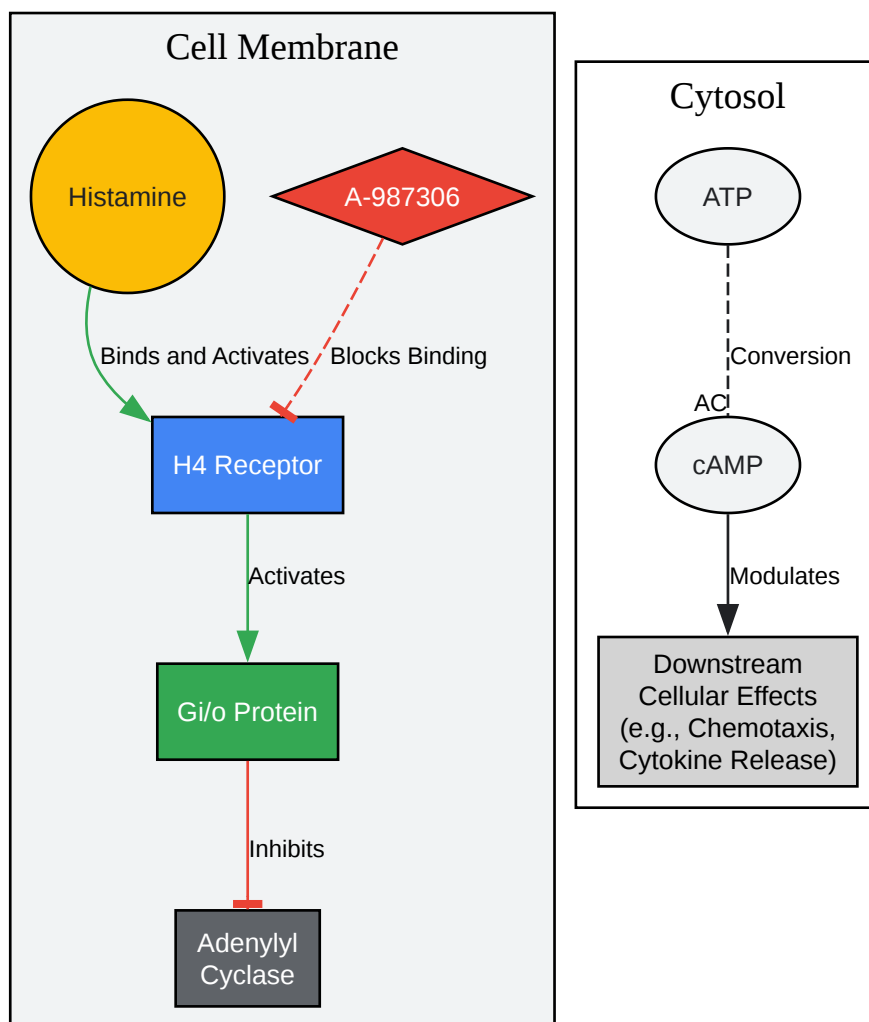 Cell Membrane
Histamine
A-987306
Binds and Activates
Blocks Binding
H4 Receptor
Activates
Gi/o Protein
Inhibits
Adenylyl
Cyclase
Cytosol
ATP
Conversion
AC
cAMP
Modulates
Downstream
Cellular Effects
(e.g., Chemotaxis,
Cytokine Release)